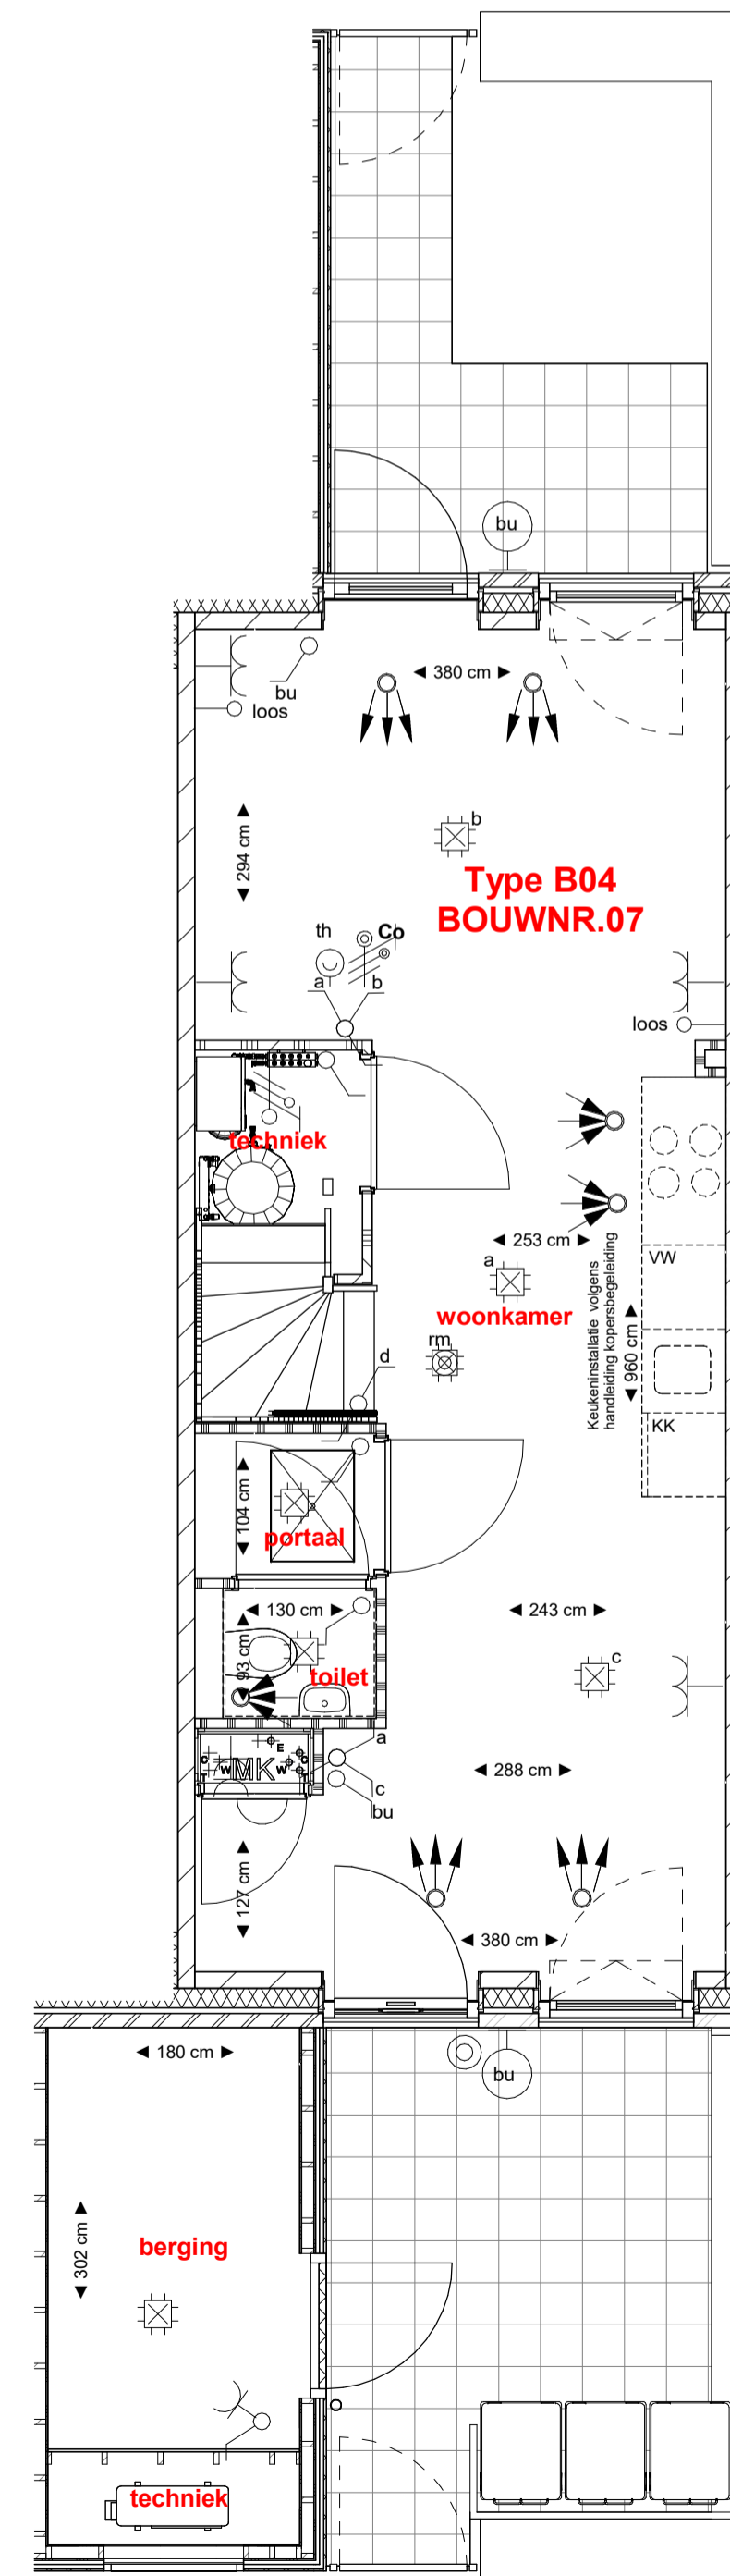 bu
380 cm
bu
loos
b
294 cm
Type B04
BOUWNR.07
th
Co
a
b
loos
techniek
253 cm
a
VW
woonkamer
rm
Keukeninstallatie volgens
handleiding kopersbegeleiding
960 cm
d
KK
104 cm
portaal
130 cm
243 cm
93 cm
toilet
c
a
E
C
C
W
MK
W
T
T
288 cm
c
bu
127 cm
380 cm
180 cm
bu
302 cm
berging
techniek